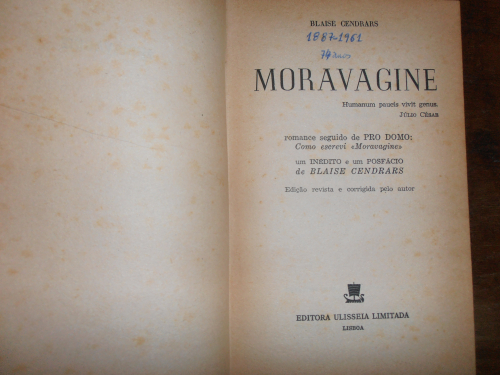 BLAISE CENDRARS
1887-1961
74 anos
MORAVAGINE
Humanum paucis vivit genus.
JÚLIO CÉSAR
romance seguido de PRO DOMO:
Como escrevi «Moravagine»
um INÉDITO e um POSFÁCIO
de BLAISE CENDRARS
Edição revista e corrigida pelo autor
EDITORA ULISSEIA LIMITADA
LISBOA